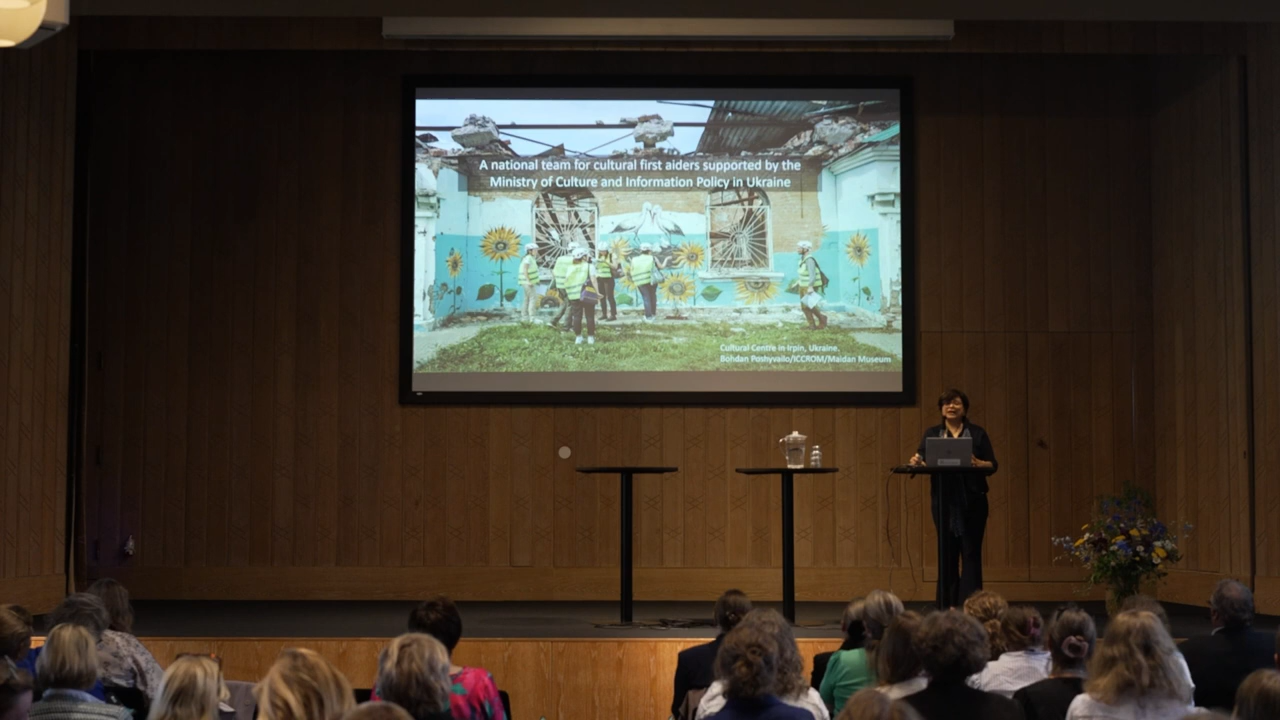 A national team for cultural first aiders supported by the
Ministry of Culture and Information Policy in Ukraine
Cultural Centre in Irpin, Ukraine.
Bohdan Poshyvailo/ICCROM/Maidan Museum